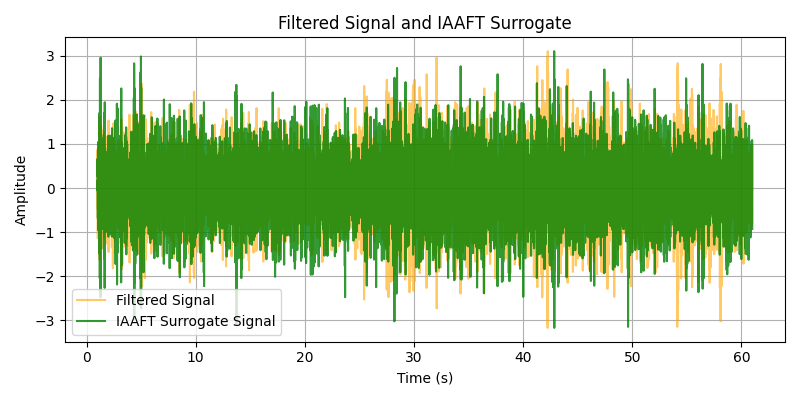 Filtered Signal and IAAFT Surrogate
3
2
1
0
−1
−2
−3
Amplitude
Filtered Signal
IAAFT Surrogate Signal
0 10 20 30 40 50 60
Time (s)